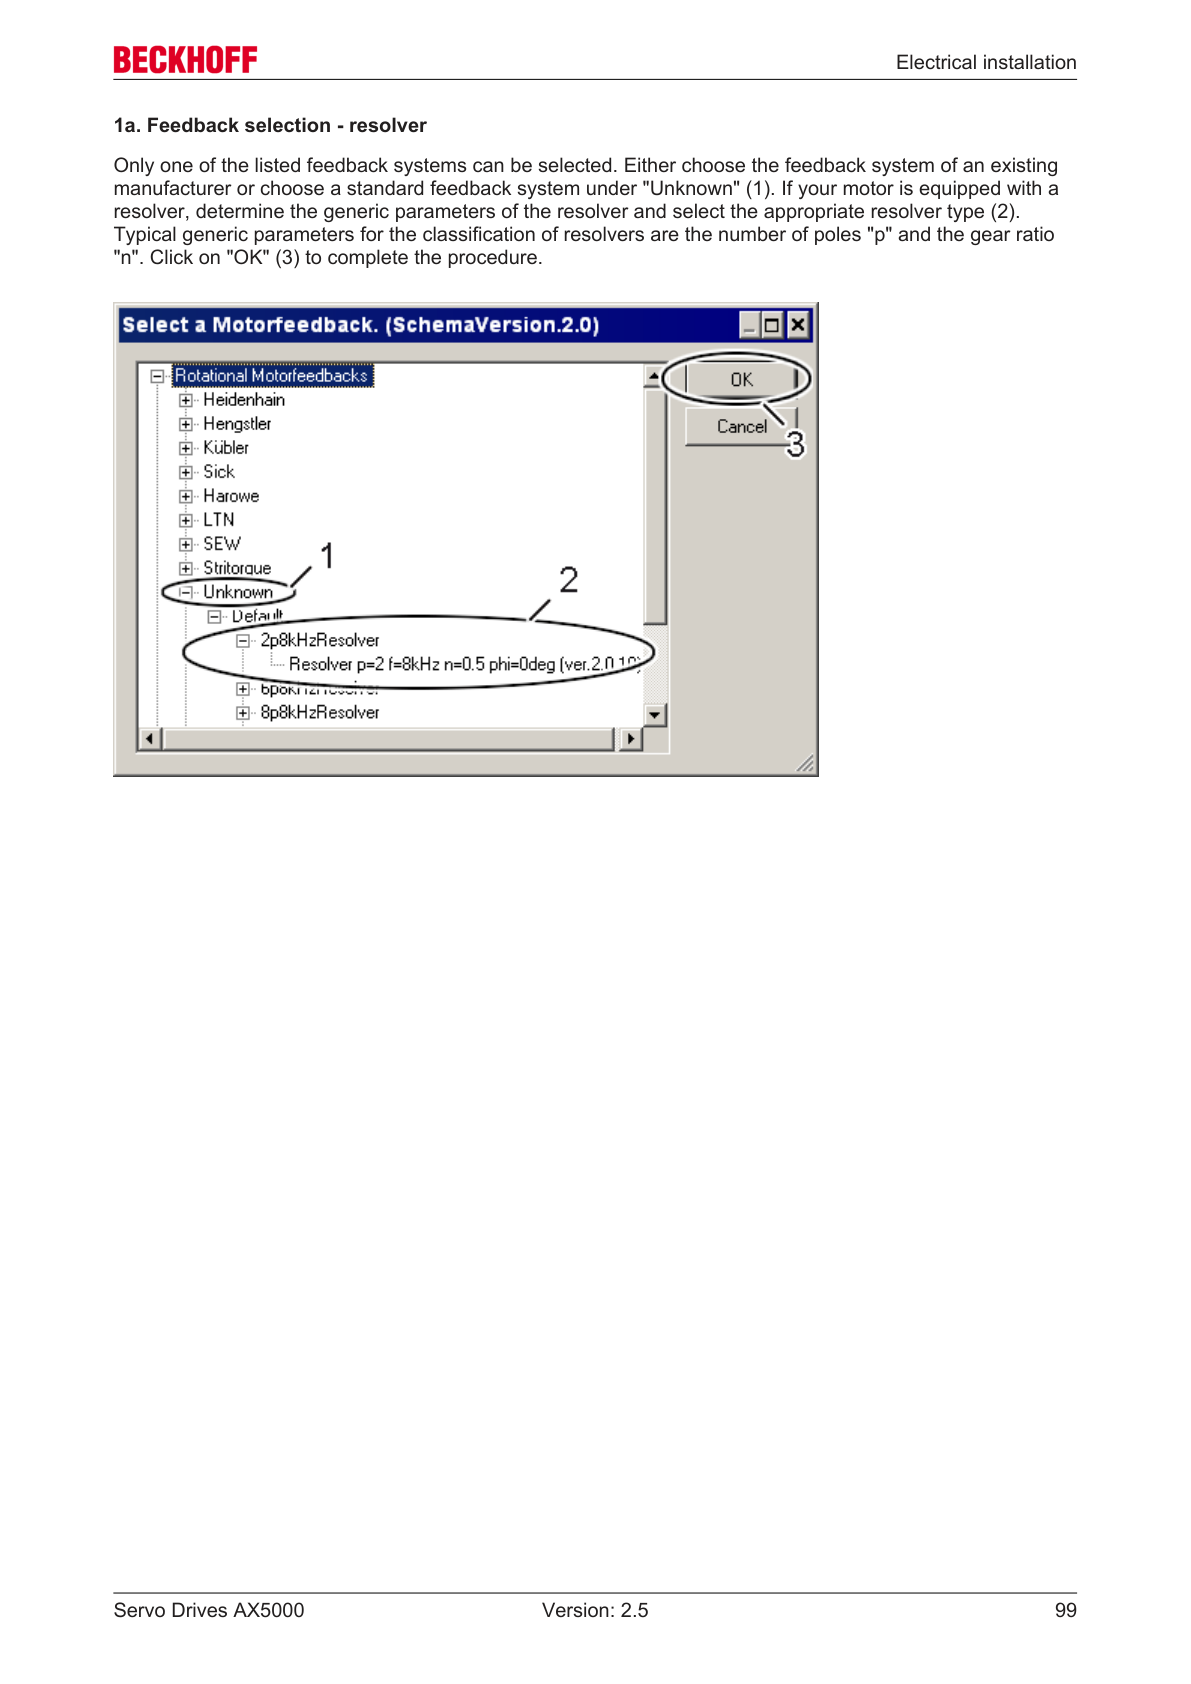 BECKHOFF
Electrical installation
1a. Feedback selection - resolver
Only one of the listed feedback systems can be selected. Either choose the feedback system of an existing
manufacturer or choose a standard feedback system under "Unknown" (1). If your motor is equipped with a
resolver, determine the generic parameters of the resolver and select the appropriate resolver type (2).
Typical generic parameters for the classification of resolvers are the number of poles "p" and the gear ratio
"n". Click on "OK" (3) to complete the procedure.
Select a Motorfeedback. (SchemaVersion.2.0)
Rotational Motorfeedbacks
OK
Heidenhain
Hengstler
Cancel
3
Kübler
Sick
Harowe
LTN
SEW
1
Stritorque
2
Unknown
Default
2p8kHzResolver
Resolver p=2 f=8kHz n=0.5 phi=0deg (ver.2.0.10)
6p8kHzResolver
8p8kHzResolver
Servo Drives AX5000
Version: 2.5
99